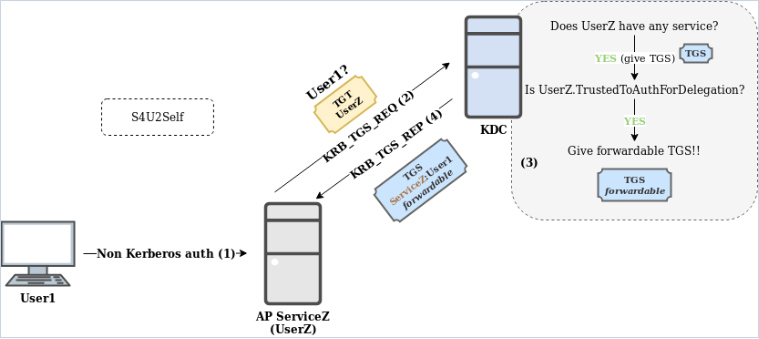 S4U2Self
User1
Non Kerberos auth (1)
AP ServiceZ
(UserZ)
User1?
TGT
UserZ
KRB_TGS_REQ (2)
KRB_TGS_REP (4)
TGS
ServiceZ:User1
forwardable
KDC
(3)
Does UserZ have any service?
YES (give TGS)
TGS
Is UserZ.TrustedToAuthForDelegation?
YES
Give forwardable TGS!!
TGS
forwardable